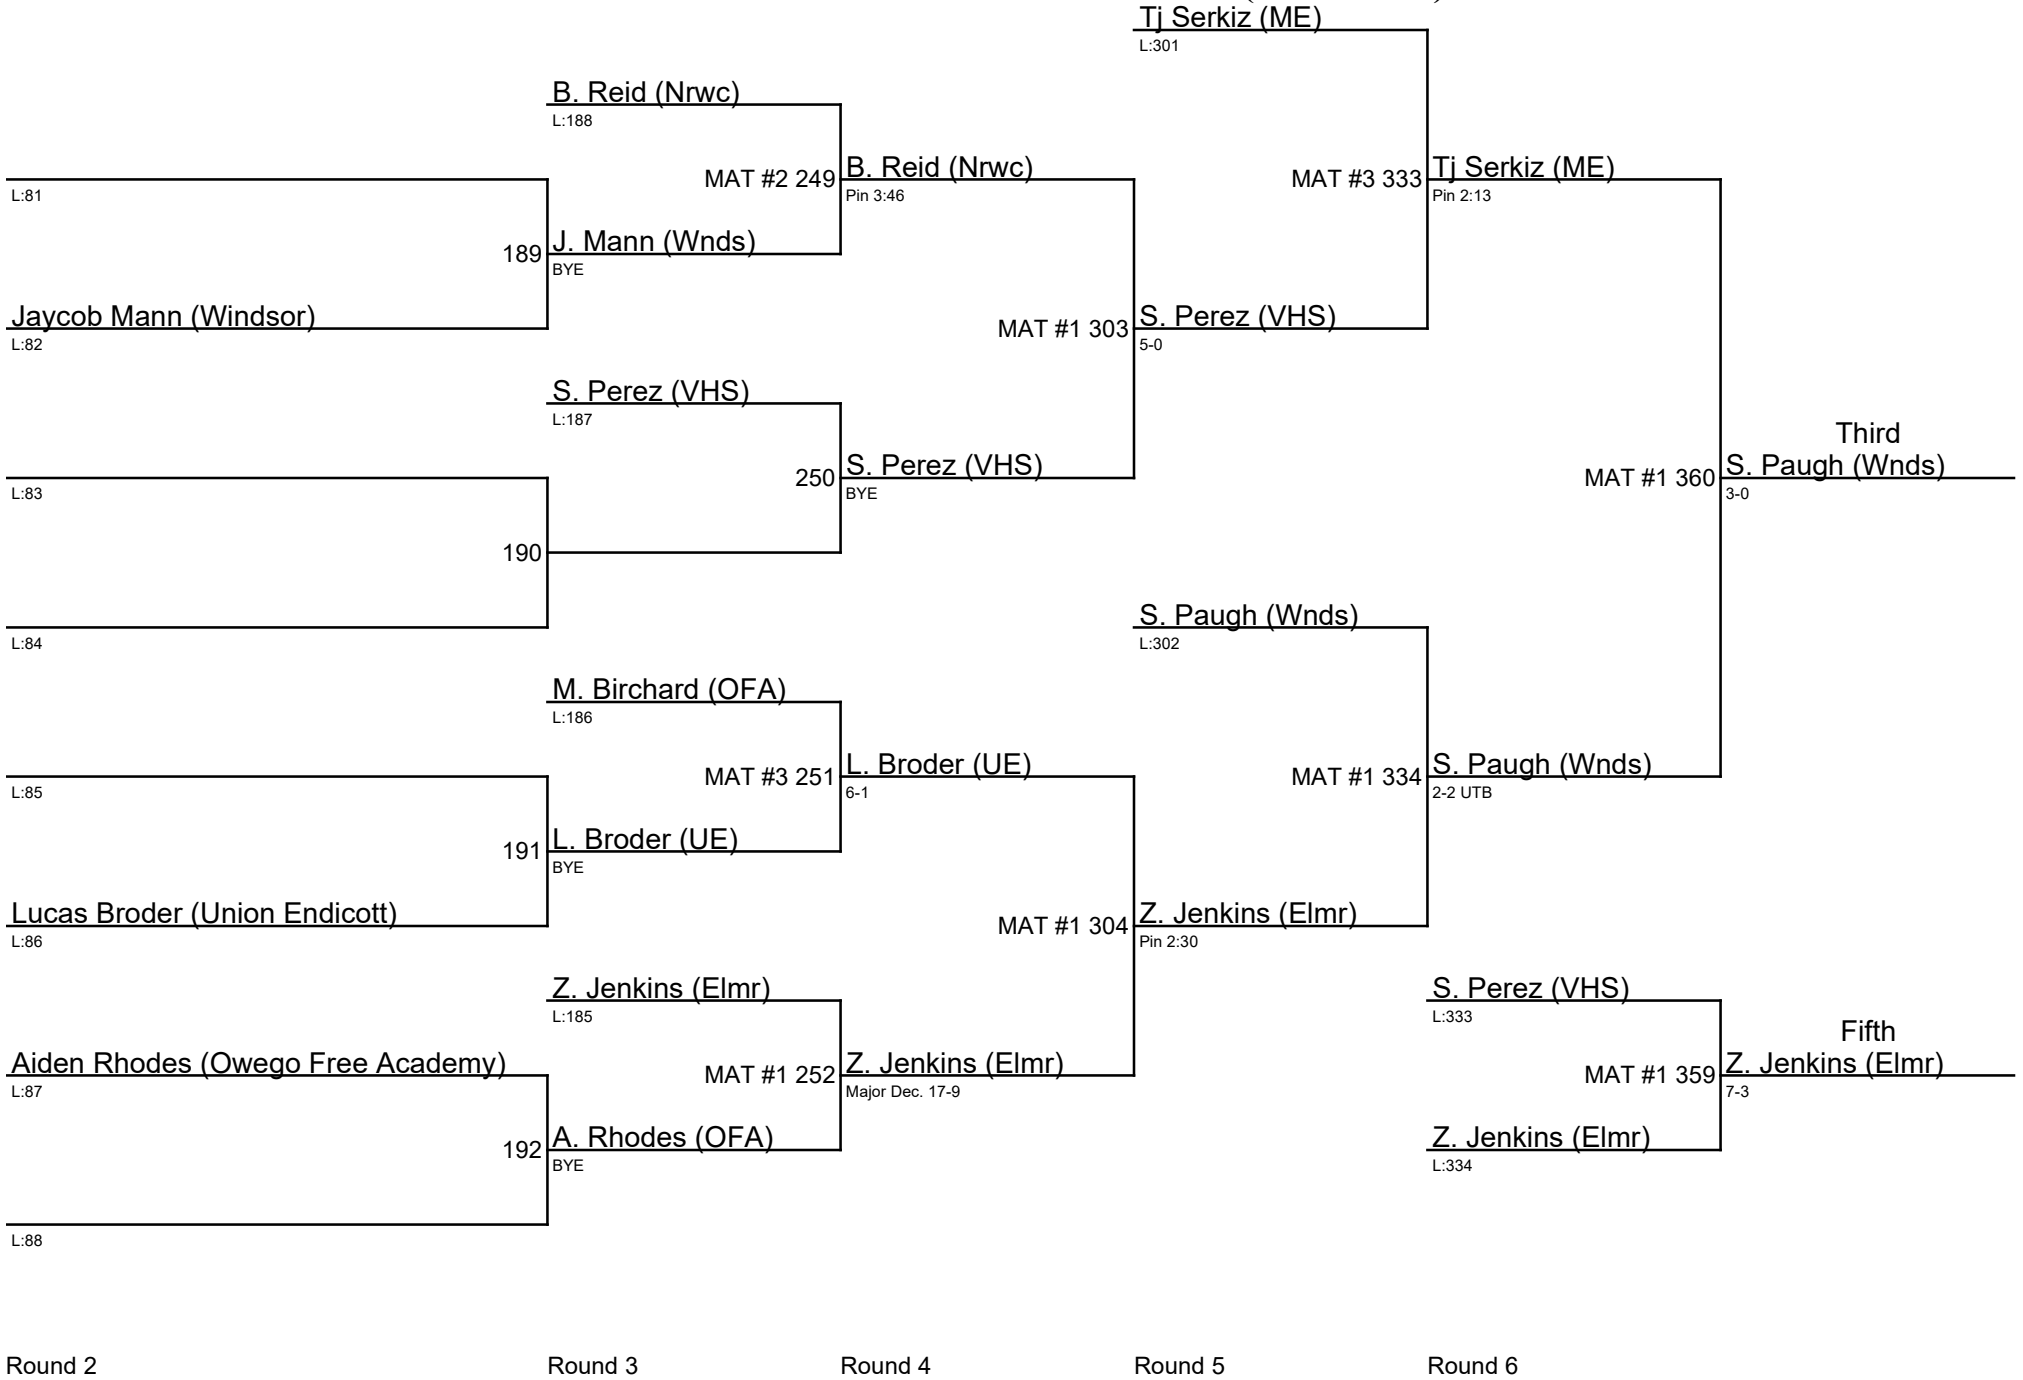 Tj Serkiz (ME)
L:301
B. Reid (Nrwc)
L:188
MAT #2 249
B. Reid (Nrwc)
Pin 3:46
MAT #3 333
Tj Serkiz (ME)
Pin 2:13
L:81
189
J. Mann (Wnds)
BYE
Jaycob Mann (Windsor)
L:82
MAT #1 303
S. Perez (VHS)
5-0
S. Perez (VHS)
L:187
250
S. Perez (VHS)
BYE
L:83
Third
MAT #1 360
S. Paugh (Wnds)
3-0
190
L:84
S. Paugh (Wnds)
L:302
M. Birchard (OFA)
L:186
MAT #3 251
L. Broder (UE)
6-1
L:85
MAT #1 334
S. Paugh (Wnds)
2-2 UTB
191
L. Broder (UE)
BYE
Lucas Broder (Union Endicott)
L:86
MAT #1 304
Z. Jenkins (Elmr)
Pin 2:30
Z. Jenkins (Elmr)
L:185
S. Perez (VHS)
L:333
Aiden Rhodes (Owego Free Academy)
L:87
MAT #1 252
Z. Jenkins (Elmr)
Major Dec. 17-9
Fifth
MAT #1 359
Z. Jenkins (Elmr)
7-3
192
A. Rhodes (OFA)
BYE
Z. Jenkins (Elmr)
L:334
L:88
Round 2
Round 3
Round 4
Round 5
Round 6